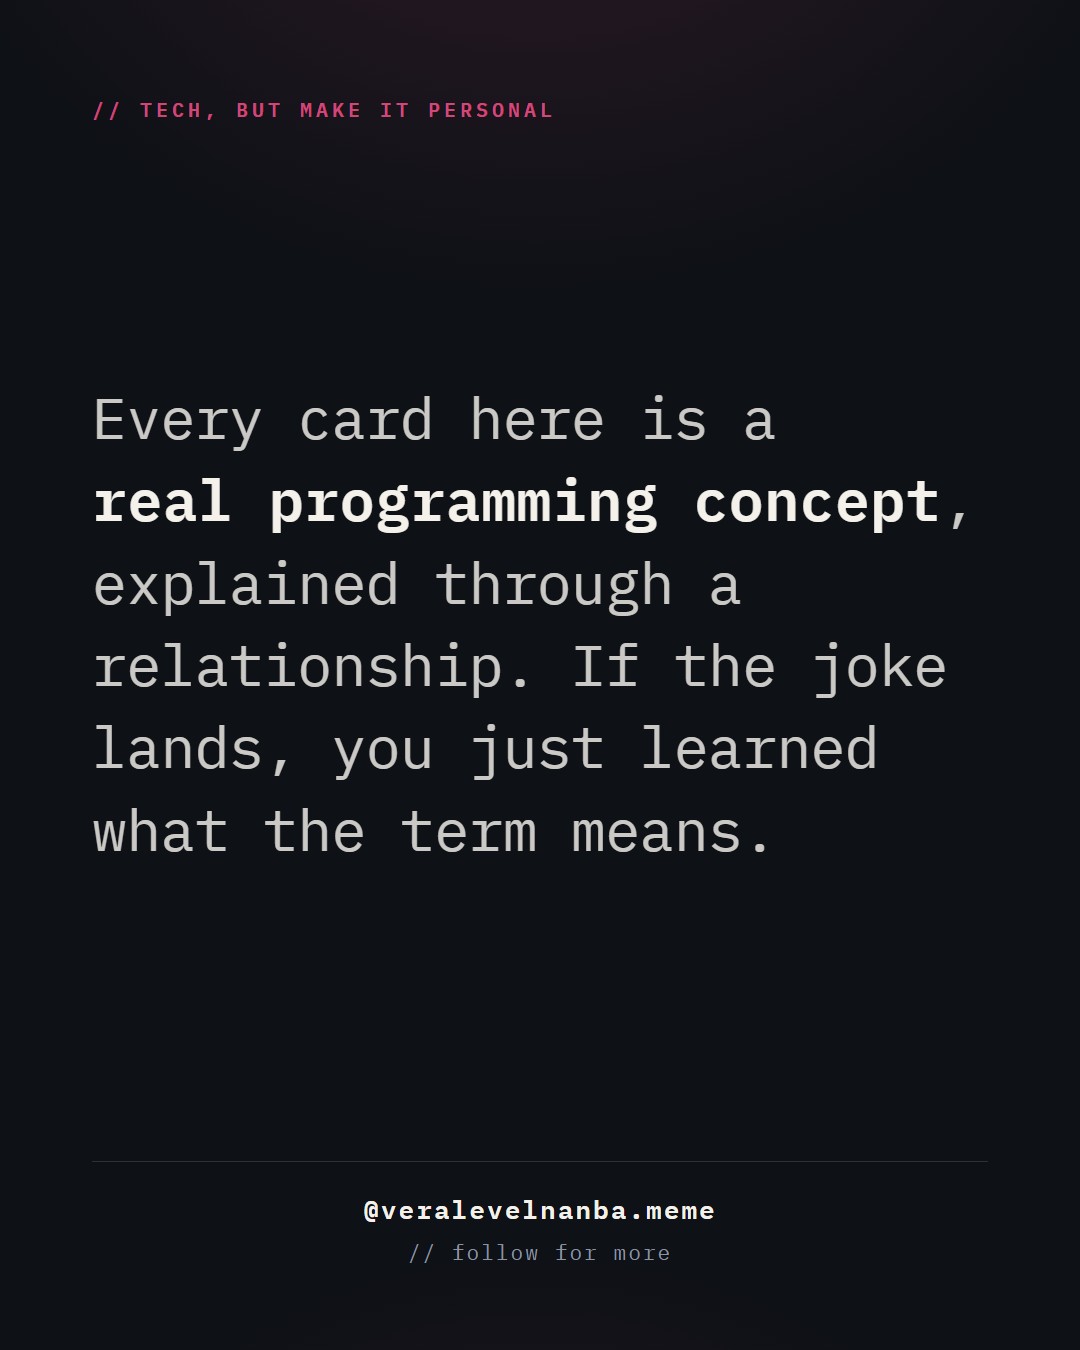 // TECH, BUT MAKE IT PERSONAL
Every card here is a
real programming concept,
explained through a
relationship. If the joke
lands, you just learned
what the term means.
@veralevelnanba.meme
// follow for more